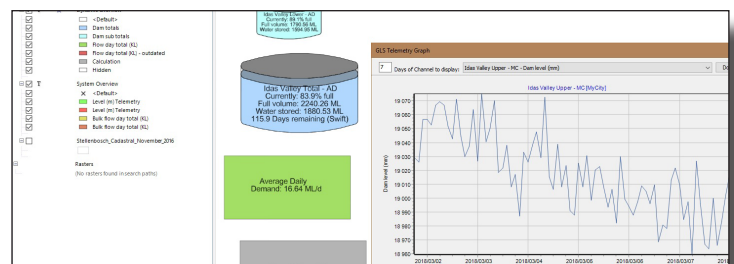 <Default>
Dam totals
Dam sub totals
Flow day total (KL)
Flow day total (KL) - outdated
Calculation
Hidden
T
System Overview
<Default>
Level (m) Telemetry
Level (m) Telemetry
Bulk flow day total (KL)
Bulk flow day total (KL)
Stellenbosch_Cadastral_November_2016
Rasters
(No rasters found in search paths)
Idas Valley Total - AD
Currently: 89.1% full
Full volume: 1790.56 ML
Water stored: 1594.95 ML
Idas Valley Total - AD
Currently: 83.9% full
Full volume: 2240.26 ML
Water stored: 1880.53 ML
115.9 Days remaining (Swift)
Average Daily
Demand: 16.64 ML/d
GLS Telemetry Graph
7 Days of Channel to display: Idas Valley Upper - MC - Dam level (mm)
Do
Idas Valley Upper - MC [MyCity]
Dam level (mm)
19 070
19 060
19 050
19 040
19 030
19 020
19 010
19 000
18 990
18 980
18 970
18 960
2018/03/02 2018/03/03 2018/03/04 2018/03/05 2018/03/06 2018/03/07